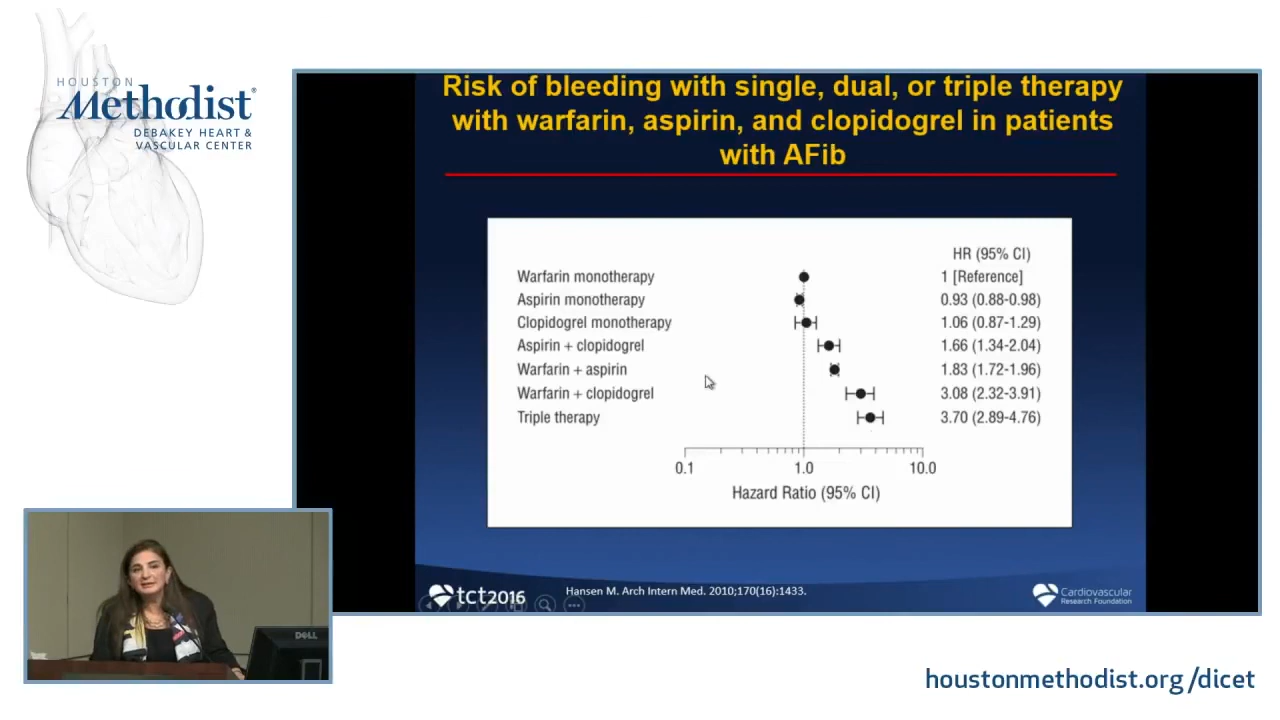 HOUSTON
Methodist®
DEBAKEY HEART &
VASCULAR CENTER
Risk of bleeding with single, dual, or triple therapy
with warfarin, aspirin, and clopidogrel in patients
with AFib
HR (95% CI)
Warfarin monotherapy 1 [Reference]
Aspirin monotherapy 0.93 (0.88-0.98)
Clopidogrel monotherapy 1.06 (0.87-1.29)
Aspirin + clopidogrel 1.66 (1.34-2.04)
Warfarin + aspirin 1.83 (1.72-1.96)
Warfarin + clopidogrel 3.08 (2.32-3.91)
Triple therapy 3.70 (2.89-4.76)
0.1 1.0 10.0
Hazard Ratio (95% CI)
tct2016
Hansen M. Arch Intern Med. 2010;170(16):1433.
Cardiovascular
Research Foundation
DELL
houstonmethodist.org/dicet